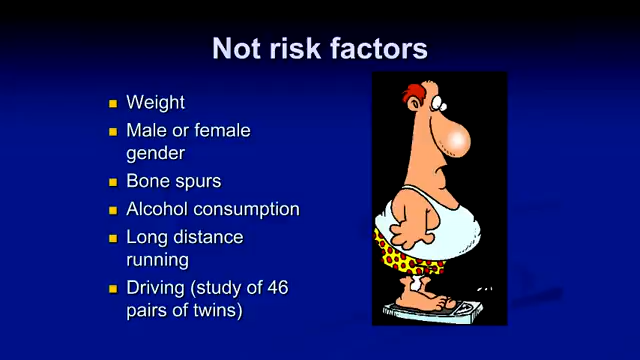 Not risk factors
Weight
Male or female
gender
Bone spurs
Alcohol consumption
Long distance
running
Driving (study of 46
pairs of twins)